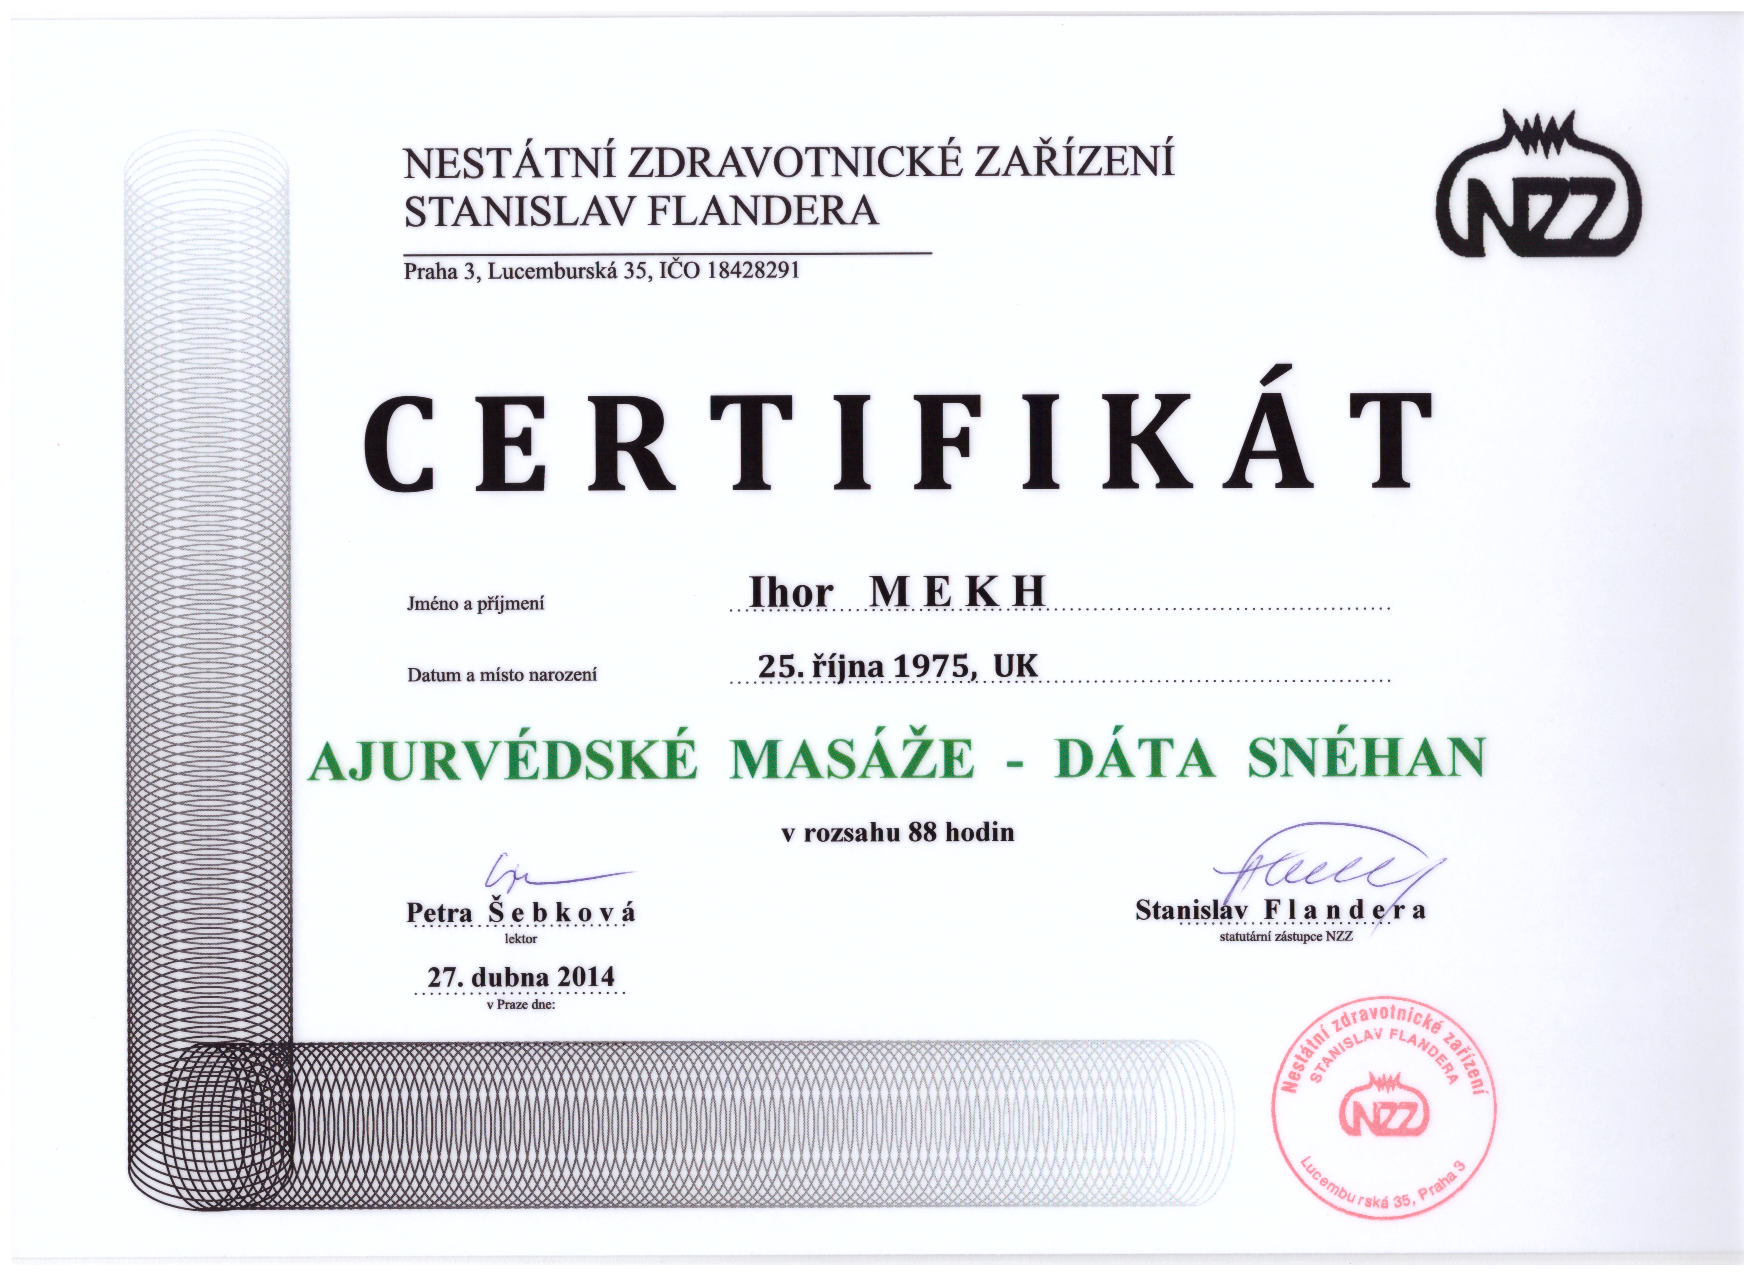 NESTÁTNÍ ZDRAVOTNICKÉ ZAŘÍZENÍ
STANISLAV FLANDERA
Praha 3, Lucemburská 35, IČO 18428291
NZZ
CERTIFIKÁT
Jméno a příjmení Ihor MEKH
Datum a místo narození 25. října 1975, UK
AJURVÉDSKÉ MASÁŽE - DÁTA SNÉHAN
v rozsahu 88 hodin
Petra Šebková
lektor
Stanislav Flandera
statutární zástupce NZZ
27. dubna 2014
v Praze dne:
Nestátní zdravotnické zařízení
STANISLAV FLANDERA
NZZ
Lucemburská 35, Praha 3